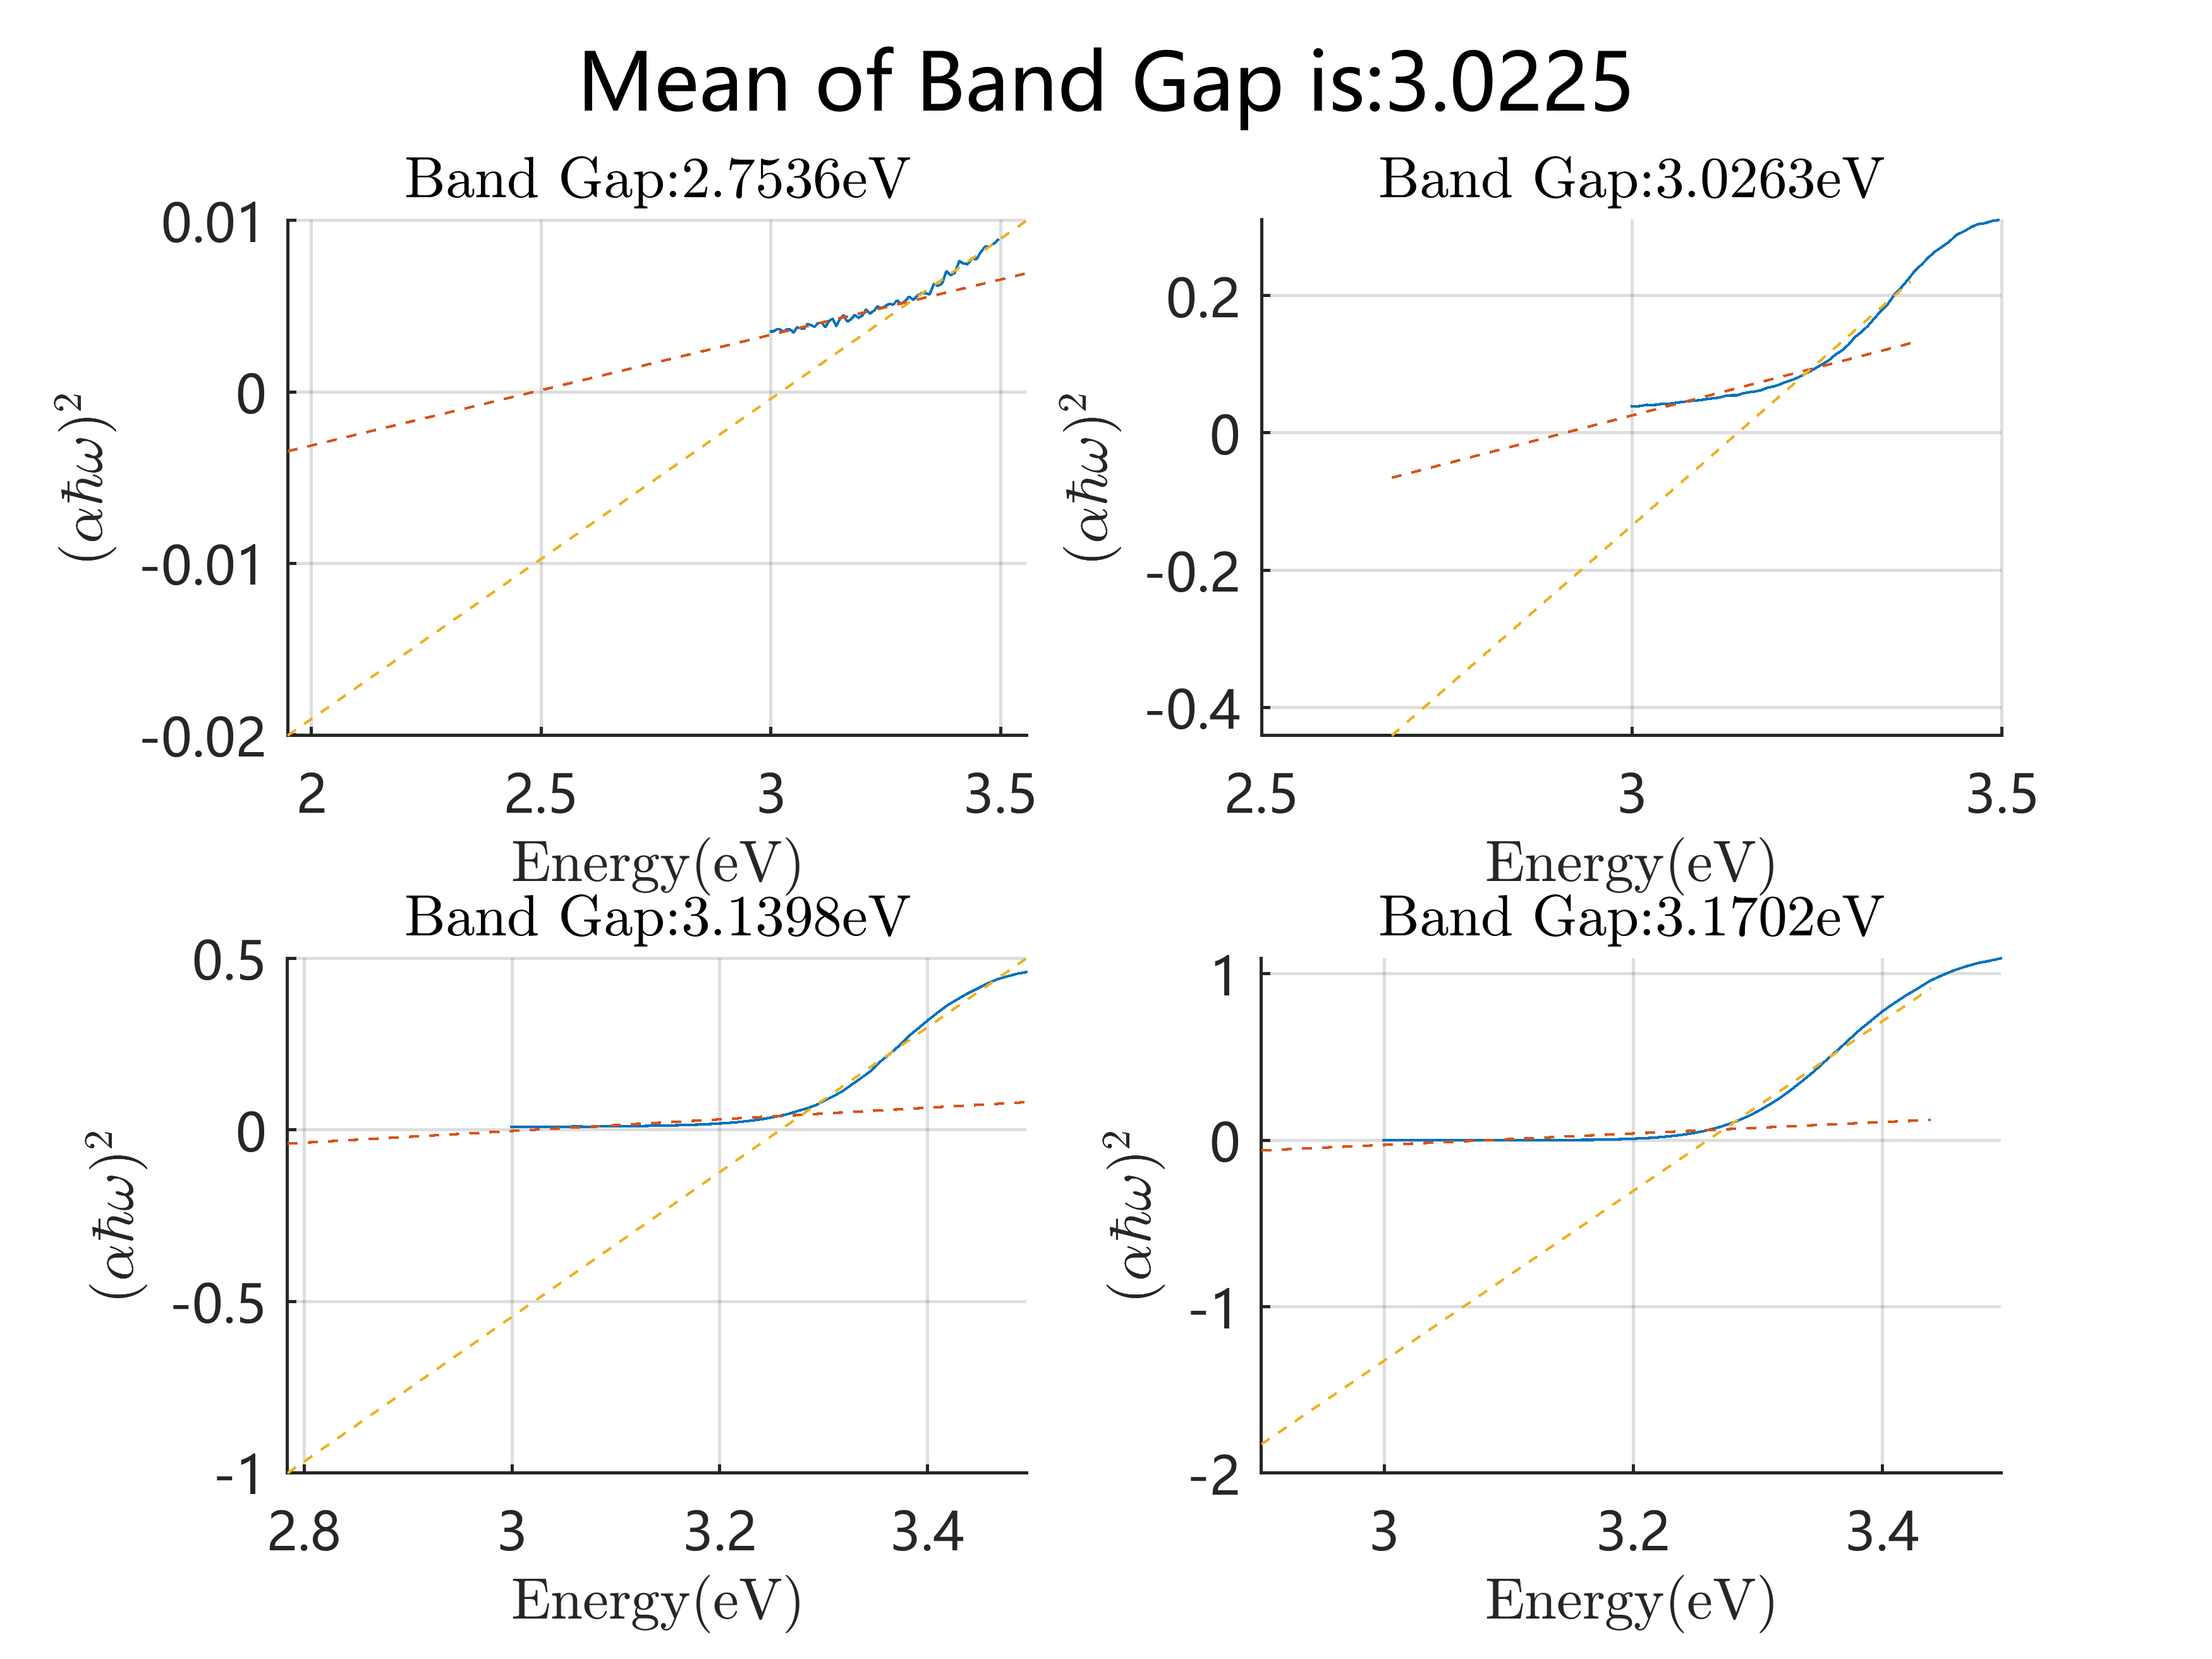 Mean of Band Gap is:3.0225
Band Gap:2.7536eV
0.01
0
-0.01
-0.02
(αħω)²
2 2.5 3 3.5
Energy(eV)
Band Gap:3.0263eV
0.2
0
-0.2
-0.4
(αħω)²
2.5 3 3.5
Energy(eV)
Band Gap:3.1398eV
0.5
0
-0.5
-1
(αħω)²
2.8 3 3.2 3.4
Energy(eV)
Band Gap:3.1702eV
1
0
-1
-2
(αħω)²
3 3.2 3.4
Energy(eV)